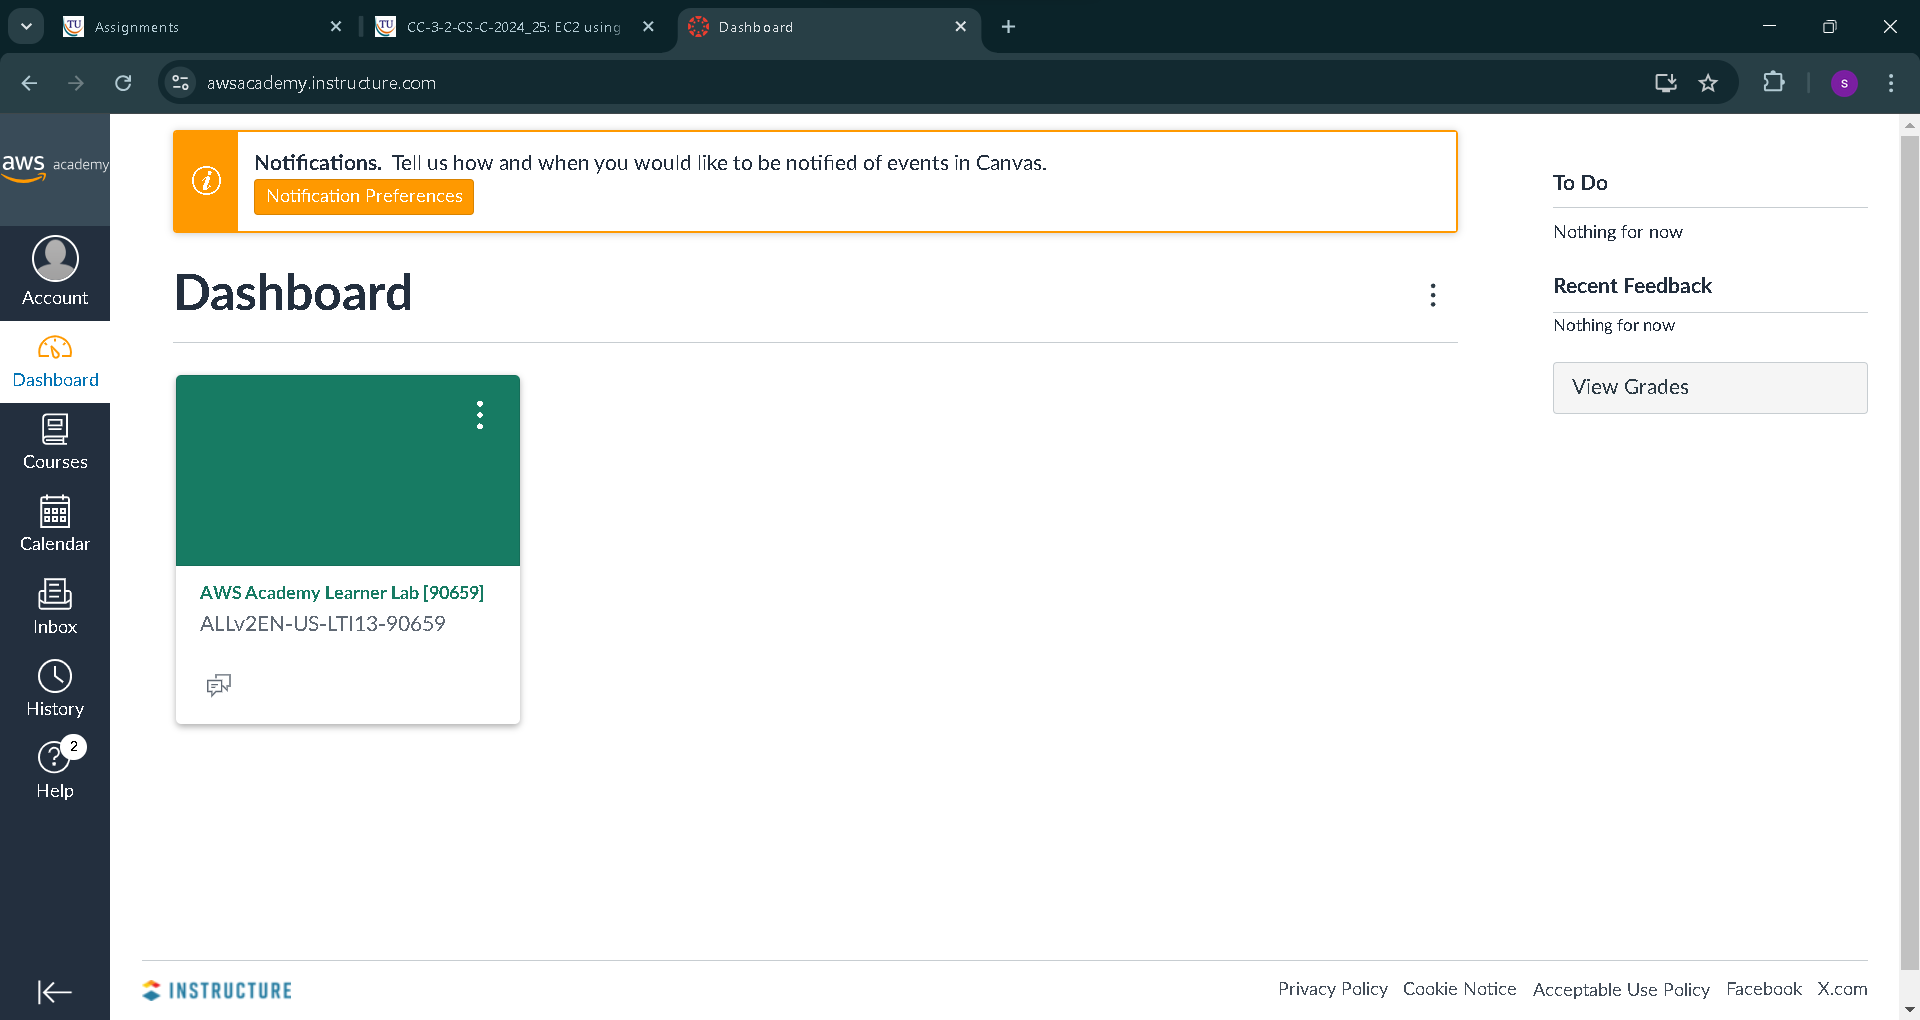 Assignments
CC-3-2-CS-C-2024_25: EC2 using
Dashboard
awsacademy.instructure.com
S
aws academy
Account
Dashboard
Courses
Calendar
Inbox
History
2
Help
Notifications. Tell us how and when you would like to be notified of events in Canvas.
Notification Preferences
Dashboard
AWS Academy Learner Lab [90659]
ALLv2EN-US-LTI13-90659
To Do
Nothing for now
Recent Feedback
Nothing for now
View Grades
INSTRUCTURE
Privacy Policy Cookie Notice Acceptable Use Policy Facebook X.com